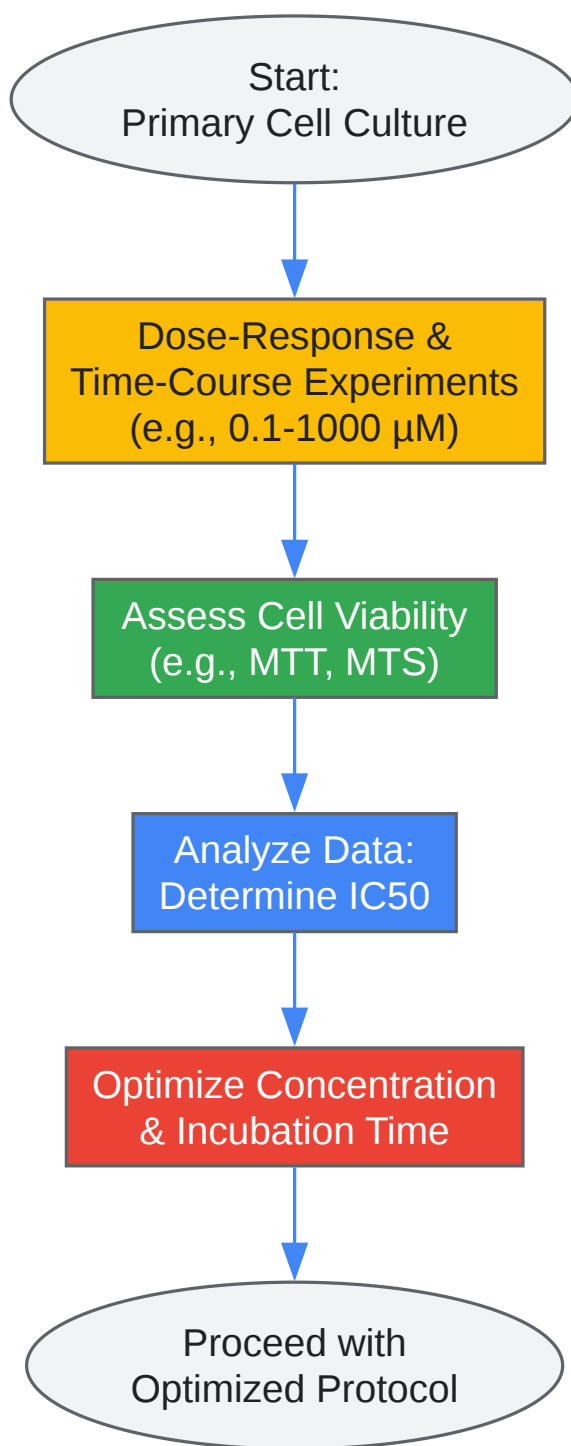 Start:
Primary Cell Culture
Dose-Response &
Time-Course Experiments
(e.g., 0.1-1000 µM)
Assess Cell Viability
(e.g., MTT, MTS)
Analyze Data:
Determine IC50
Optimize Concentration
& Incubation Time
Proceed with
Optimized Protocol